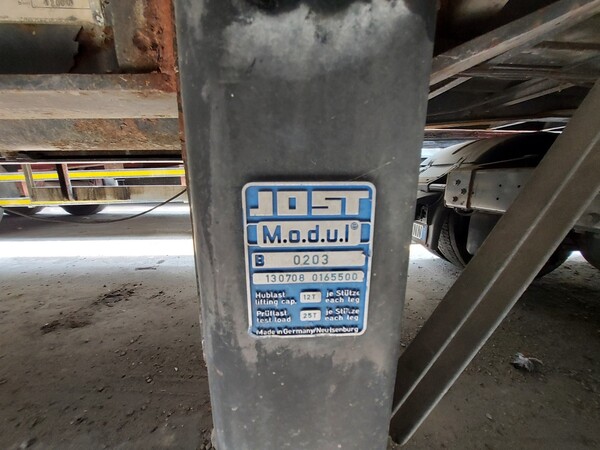 JOST
M.o.d.u.l
B 0203
130708 0165500
Hublast je Stütze
lifting cap. 12T each leg
Prüflast je Stütze
test load 25T each leg
Made in Germany/Neu-Isenburg